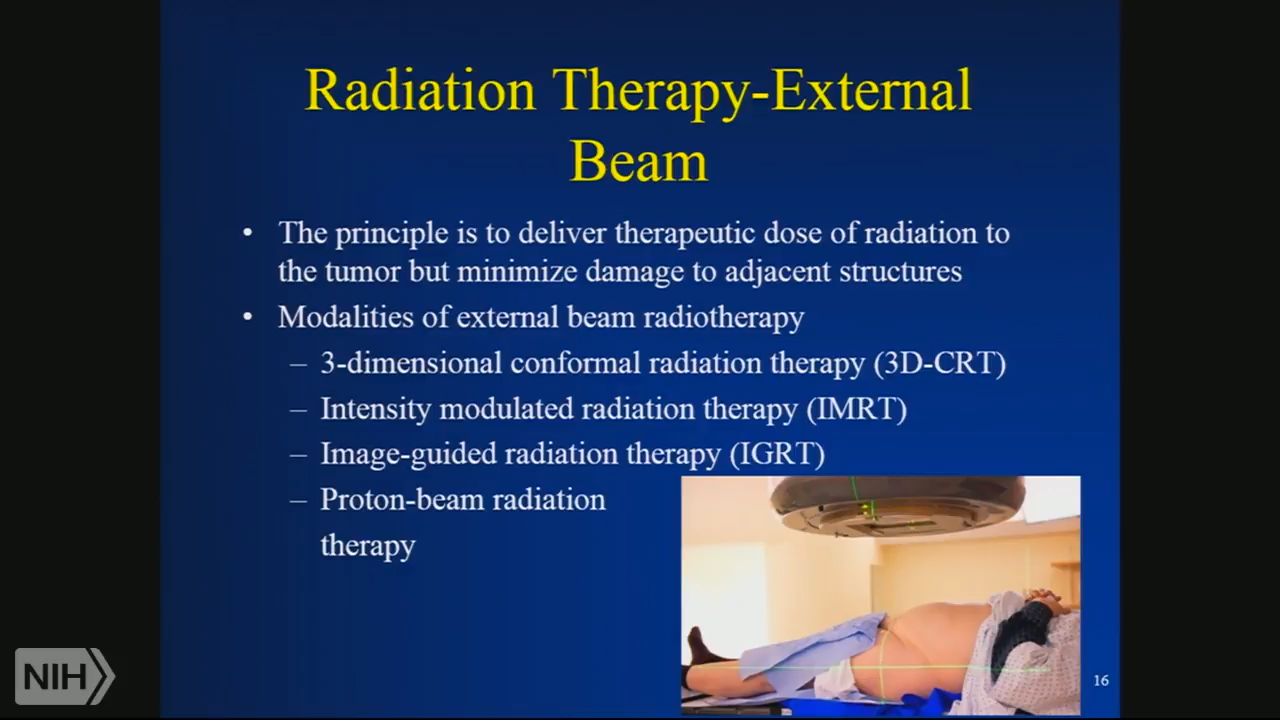 Radiation Therapy-External
Beam
• The principle is to deliver therapeutic dose of radiation to
the tumor but minimize damage to adjacent structures
• Modalities of external beam radiotherapy
– 3-dimensional conformal radiation therapy (3D-CRT)
– Intensity modulated radiation therapy (IMRT)
– Image-guided radiation therapy (IGRT)
– Proton-beam radiation
therapy
NIH
16